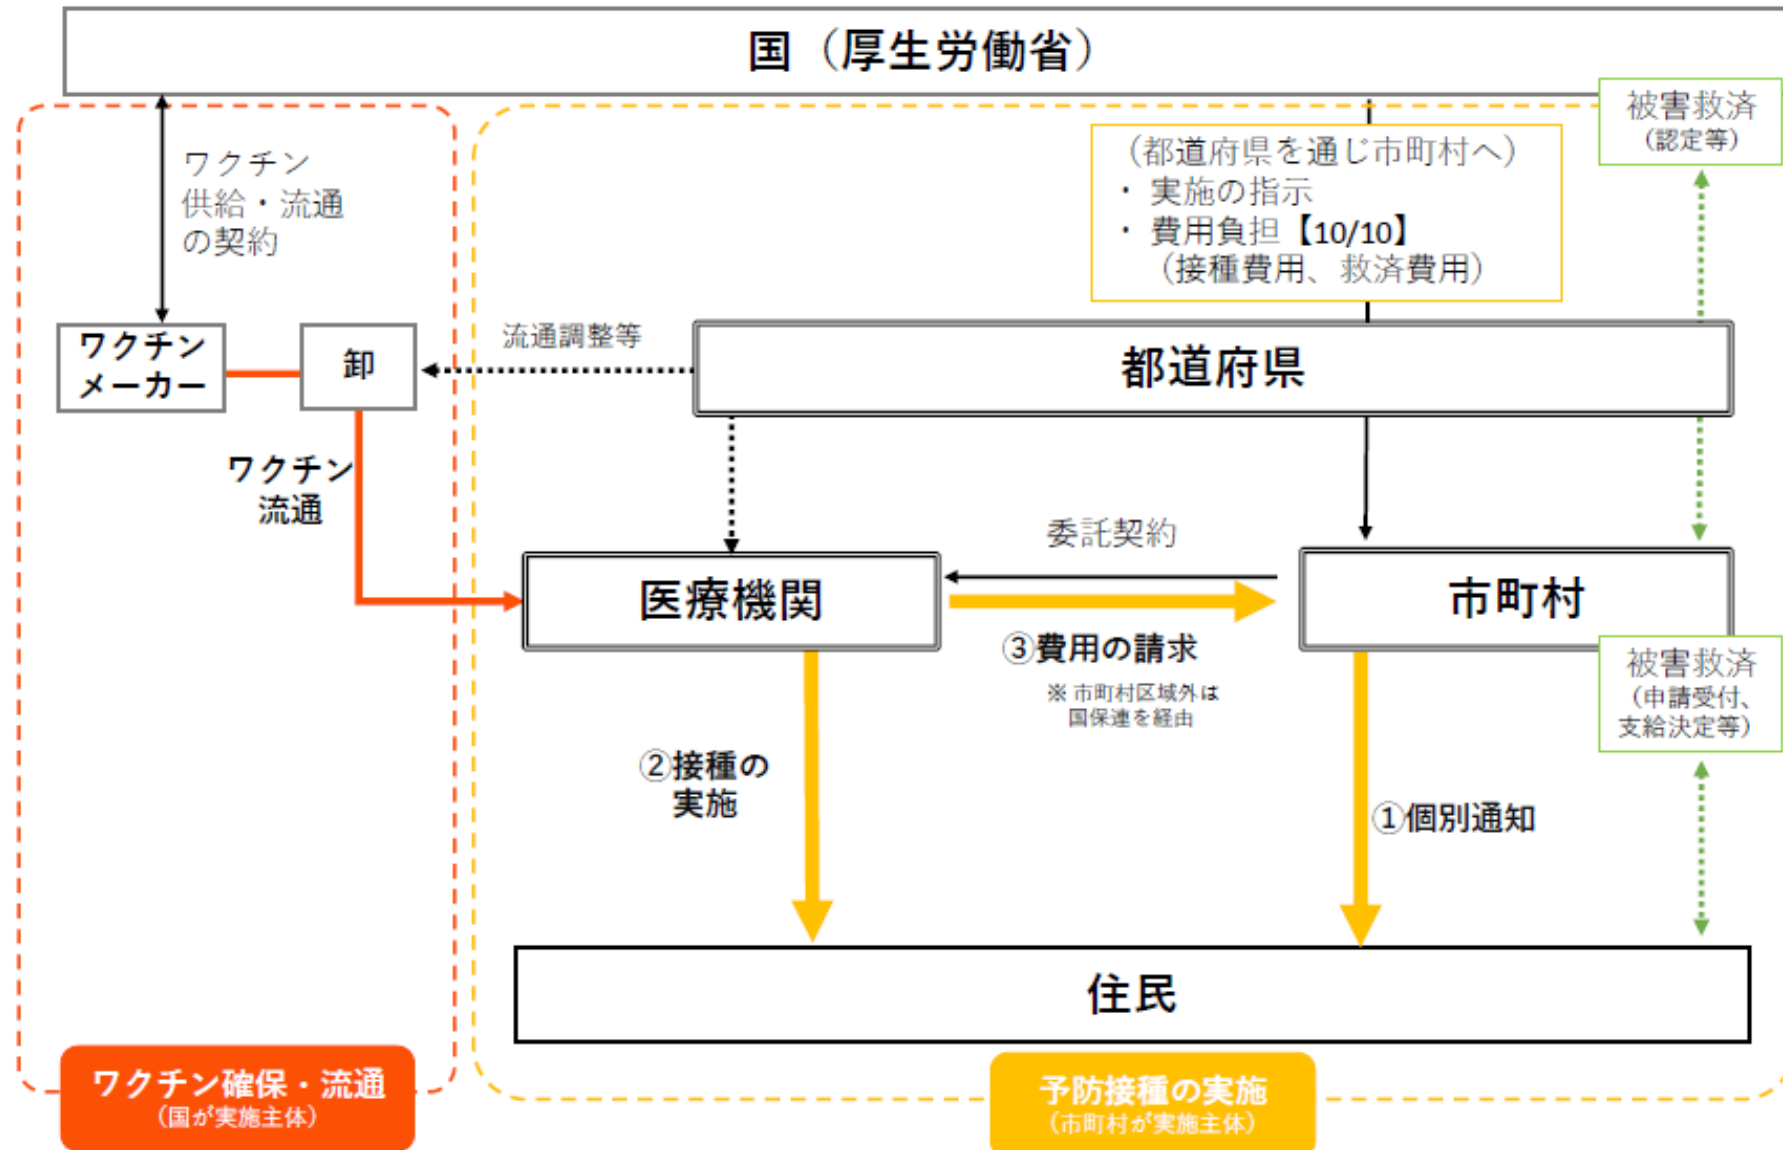 国（厚生労働省）
被害救済
（認定等）
ワクチン
供給・流通
の契約
（都道府県を通じ市町村へ）
・ 実施の指示
・ 費用負担【10/10】
（接種費用、救済費用）
ワクチン
メーカー
卸
流通調整等
都道府県
ワクチン
流通
委託契約
医療機関
市町村
③費用の請求
※ 市町村区域外は
国保連を経由
被害救済
（申請受付、
支給決定等）
②接種の
実施
①個別通知
住民
ワクチン確保・流通
（国が実施主体）
予防接種の実施
（市町村が実施主体）